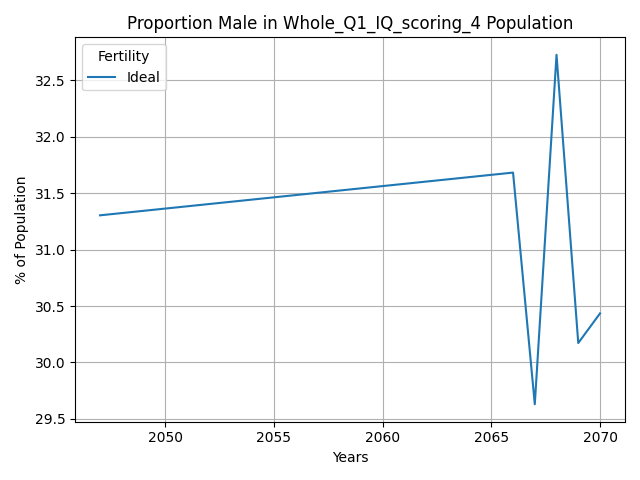 Proportion Male in Whole_Q1_IQ_scoring_4 Population
Fertility
Ideal
% of Population
32.5
32.0
31.5
31.0
30.5
30.0
29.5
2050 2055 2060 2065 2070
Years